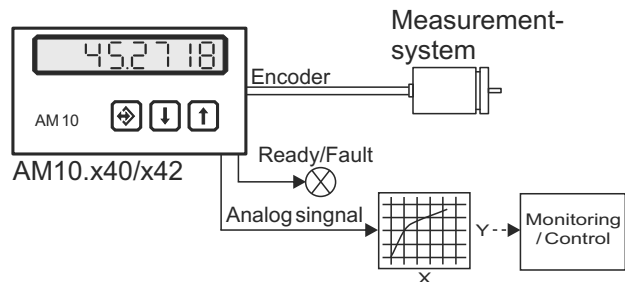 Measurement-
system
45.2718
Encoder
AM 10
AM10.x40/x42
Ready/Fault
Analog singnal
Y
Monitoring
/ Control
X